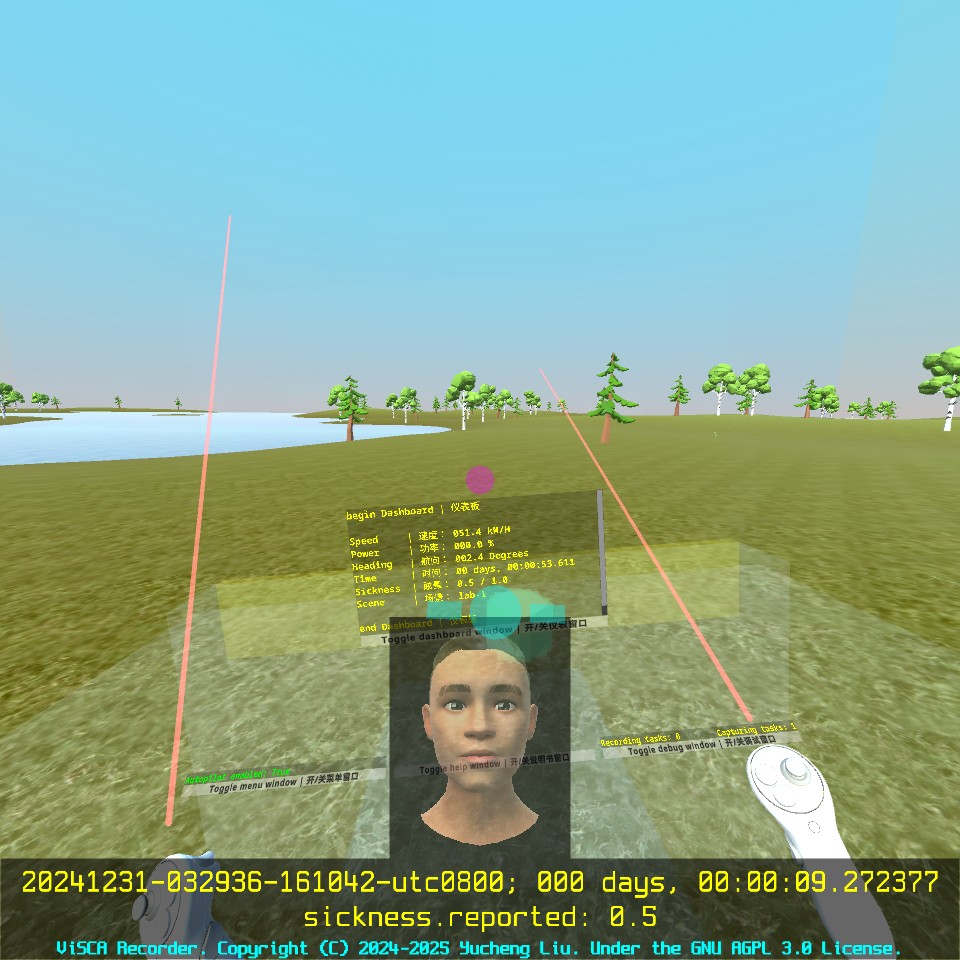 begin Dashboard | 仪表板
Speed | 速度: 051.4 kW/H
Power | 功率: 000.0 %
Heading | 航向: 002.4 Degrees
Time | 时间: 00 days, 00:00:53.611
Sickness | 眩晕: 0.5 / 1.0
Scene | 场景: lab-1
end Dashboard |
Toggle dashboard window | 开/关仪表窗口
Recording tasks: 0 Capturing tasks: 1
Toggle debug window | 开/关调试窗口
Toggle help window | 开/关说明书窗口
Autopilot enabled: True
Toggle menu window | 开/关菜单窗口
20241231-032936-161042-utc0800; 000 days, 00:00:09.272377
sickness.reported: 0.5
ViSCA Recorder. Copyright (C) 2024-2025 Yucheng Liu. Under the GNU AGPL 3.0 License.